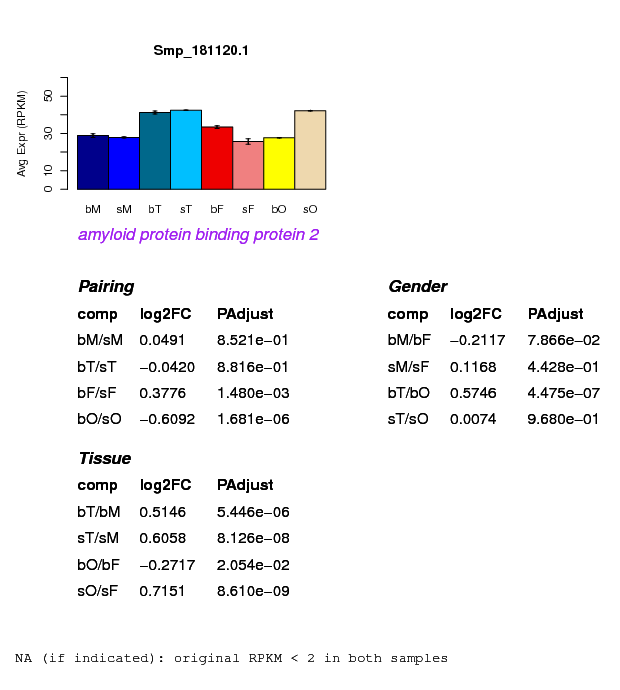 Smp_181120.1
Avg Expr (RPKM)
50
30
10
0
bM sM bT sT bF sF bO sO
amyloid protein binding protein 2
Pairing
comp log2FC PAdjust
bM/sM 0.0491 8.521e−01
bT/sT −0.0420 8.816e−01
bF/sF 0.3776 1.480e−03
bO/sO −0.6092 1.681e−06
Gender
comp log2FC PAdjust
bM/bF −0.2117 7.866e−02
sM/sF 0.1168 4.428e−01
bT/bO 0.5746 4.475e−07
sT/sO 0.0074 9.680e−01
Tissue
comp log2FC PAdjust
bT/bM 0.5146 5.446e−06
sT/sM 0.6058 8.126e−08
bO/bF −0.2717 2.054e−02
sO/sF 0.7151 8.610e−09
NA (if indicated): original RPKM < 2 in both samples